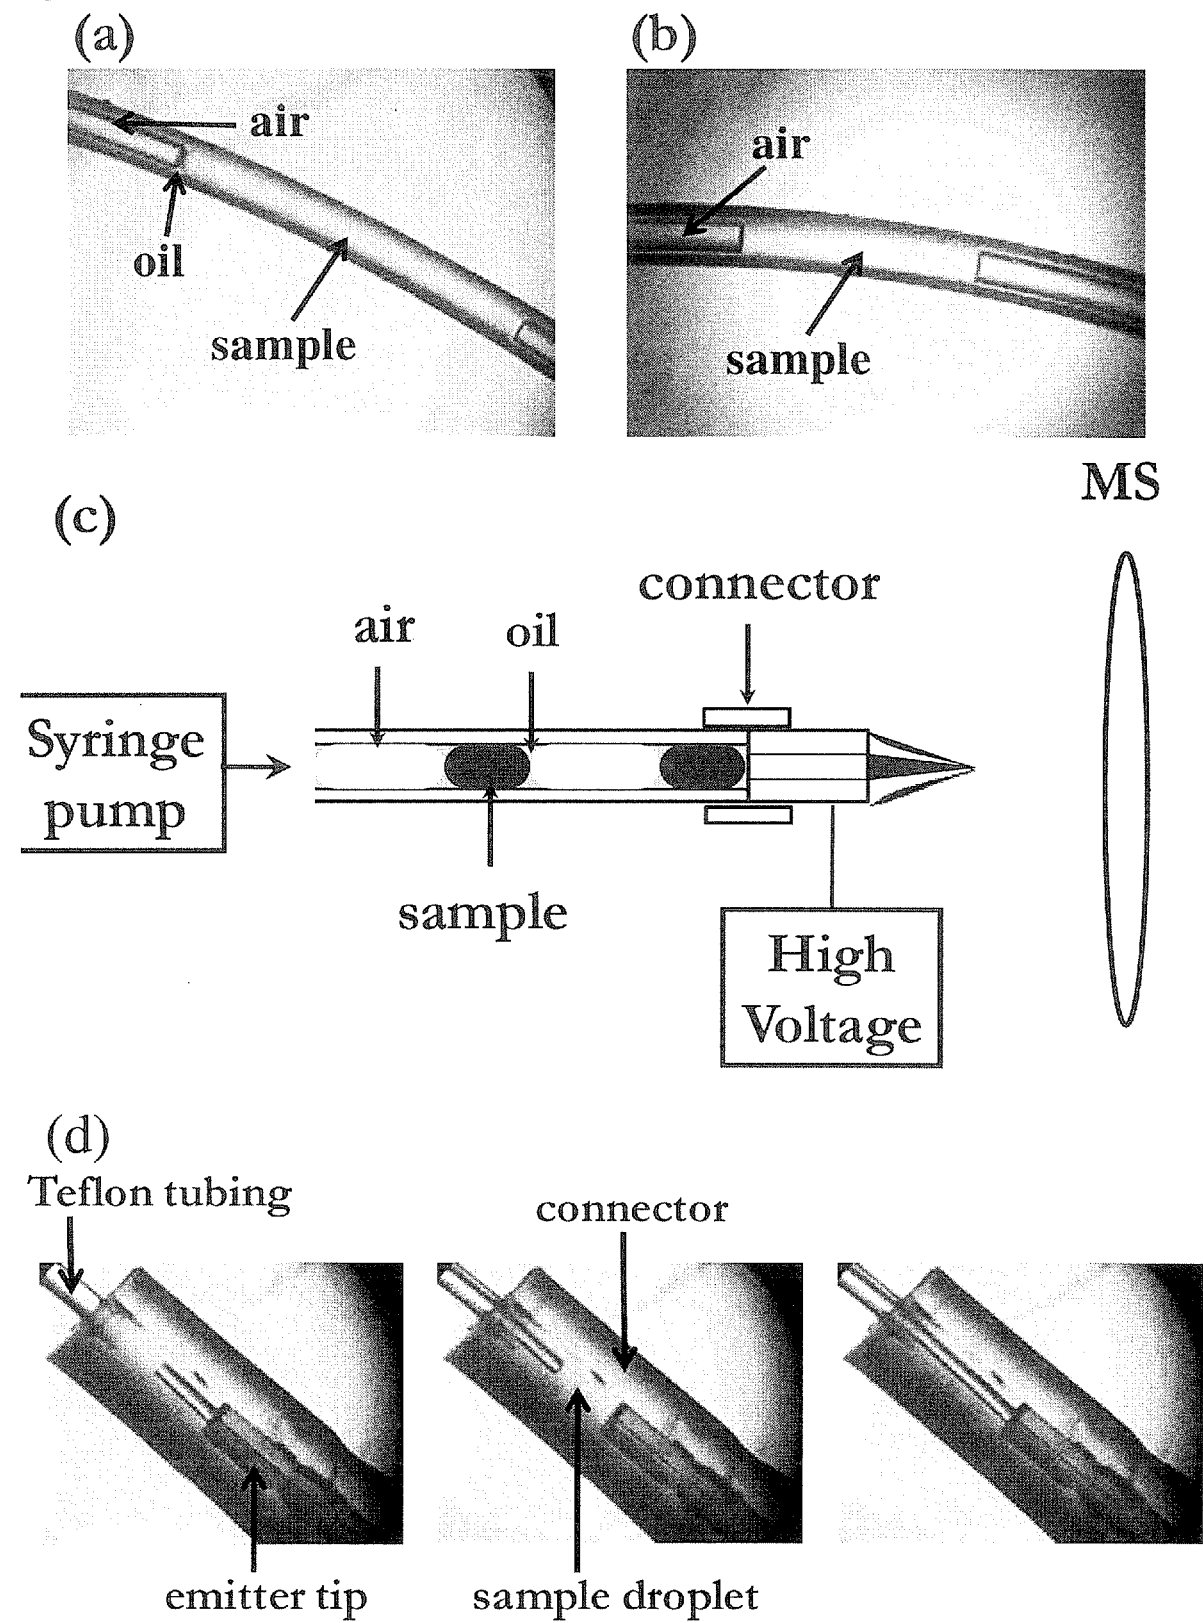 (a)
(b)
air
oil
sample
air
sample
MS
(c)
connector
air
oil
Syringe
pump
sample
High
Voltage
(d)
Teflon tubing
connector
emitter tip
sample droplet